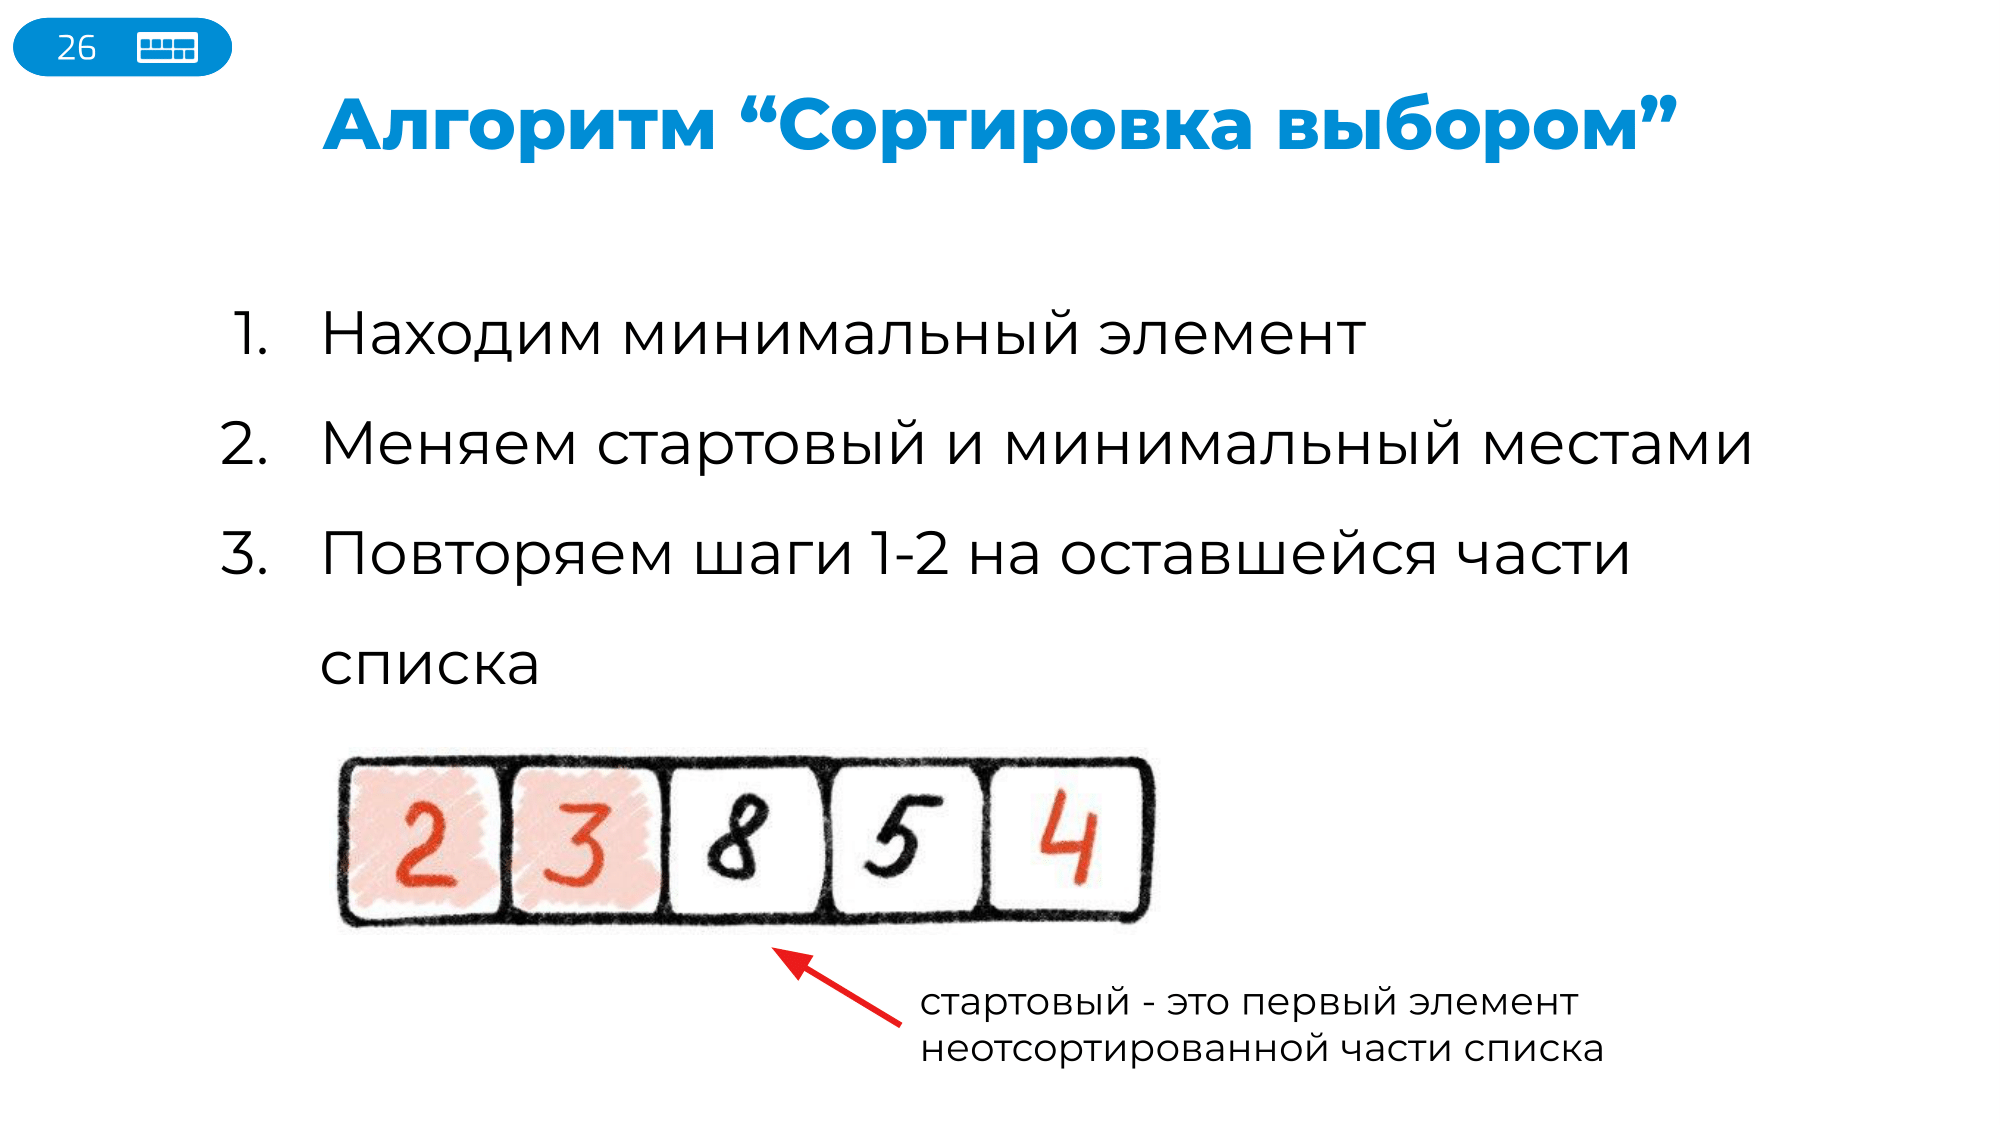 26
Алгоритм “Сортировка выбором”
1. Находим минимальный элемент
2. Меняем стартовый и минимальный местами
3. Повторяем шаги 1-2 на оставшейся части
списка
2 3 8 5 4
стартовый - это первый элемент
неотсортированной части списка